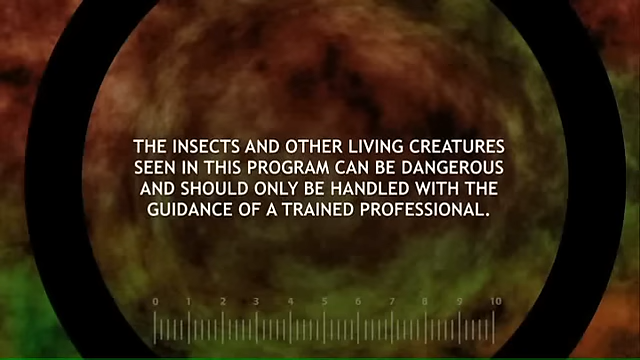 THE INSECTS AND OTHER LIVING CREATURES
SEEN IN THIS PROGRAM CAN BE DANGEROUS
AND SHOULD ONLY BE HANDLED WITH THE
GUIDANCE OF A TRAINED PROFESSIONAL.
0 1 2 3 4 5 6 7 8 9 10